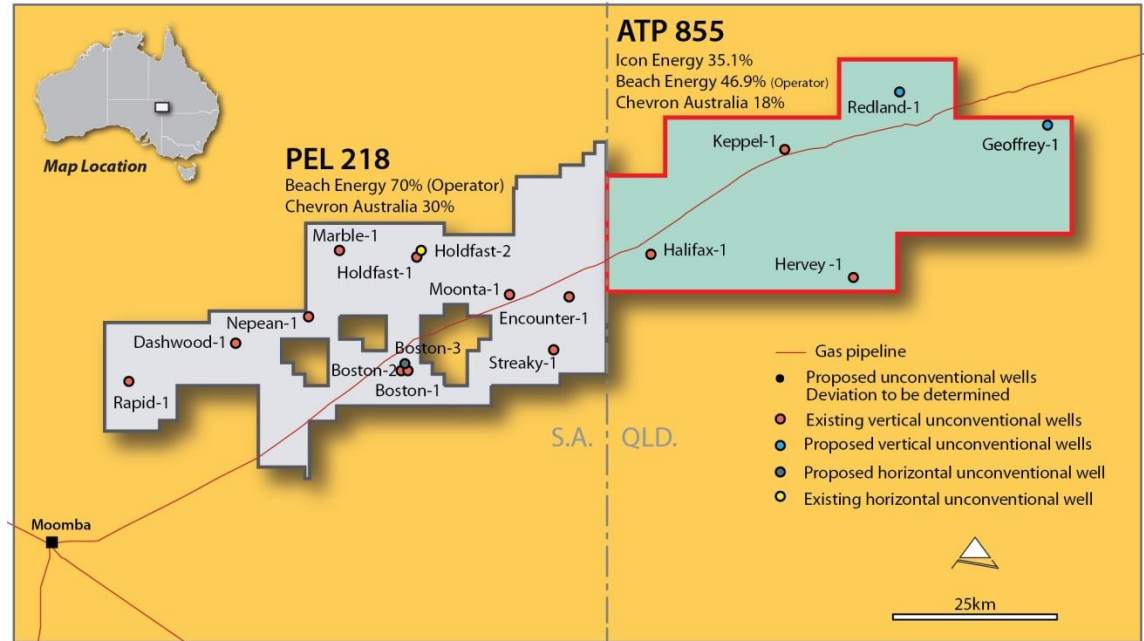 ATP 855
Icon Energy 35.1%
Beach Energy 46.9% (Operator)
Chevron Australia 18%
Map Location
PEL 218
Beach Energy 70% (Operator)
Chevron Australia 30%
Redland-1
Keppel-1
Geoffrey-1
Marble-1
Holdfast-2
Holdfast-1
Halifax-1
Hervey -1
Moonta-1
Encounter-1
Nepean-1
Dashwood-1
Boston-3
Streaky-1
Boston-2
Boston-1
Rapid-1
S.A.
QLD.
Gas pipeline
Proposed unconventional wells
Deviation to be determined
Existing vertical unconventional wells
Proposed vertical unconventional wells
Proposed horizontal unconventional well
Existing horizontal unconventional well
Moomba
25km